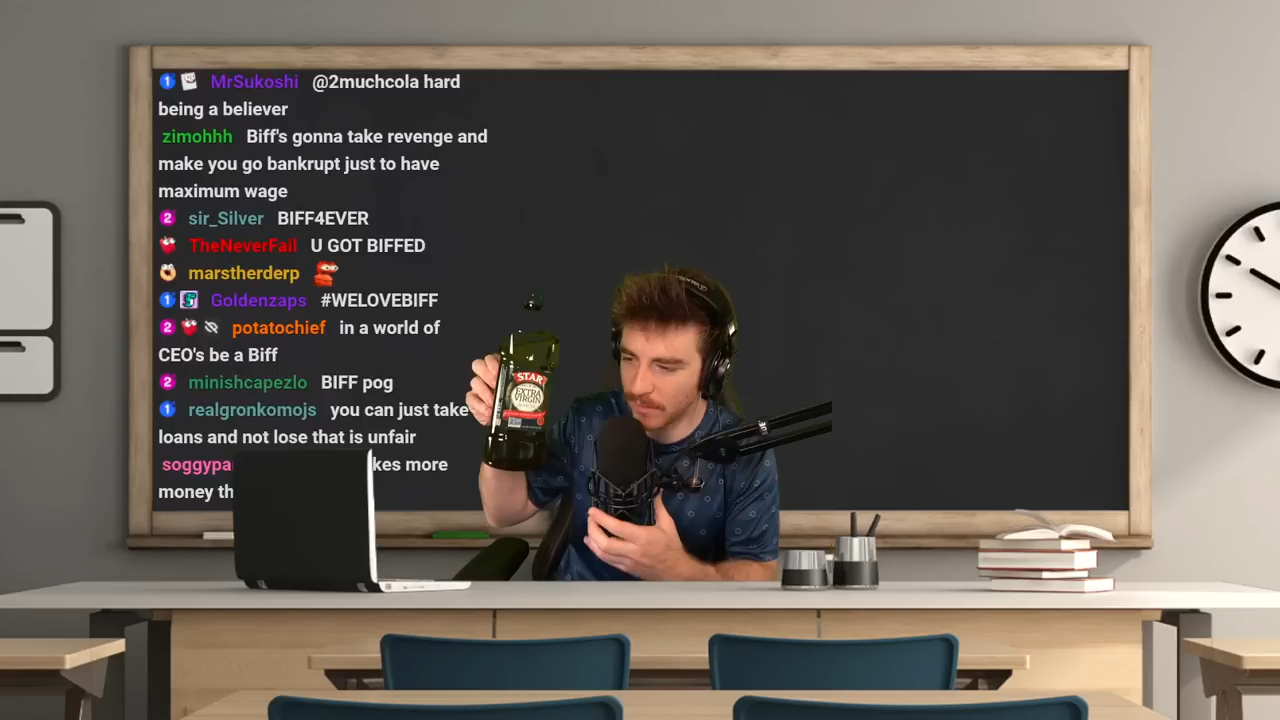 MrSukoshi @2muchcola hard
being a believer
zimohhh Biff's gonna take revenge and
make you go bankrupt just to have
maximum wage
sir_Silver BIFF4EVER
TheNeverFail U GOT BIFFED
marstherderp
Goldenzaps #WELOVEBIFF
potatochief in a world of
CEO's be a Biff
minishcapezlo BIFF pog
realgronkomojs you can just take
loans and not lose that is unfair
soggypa kes more
money th
STAR
EXTRA
VIRGIN